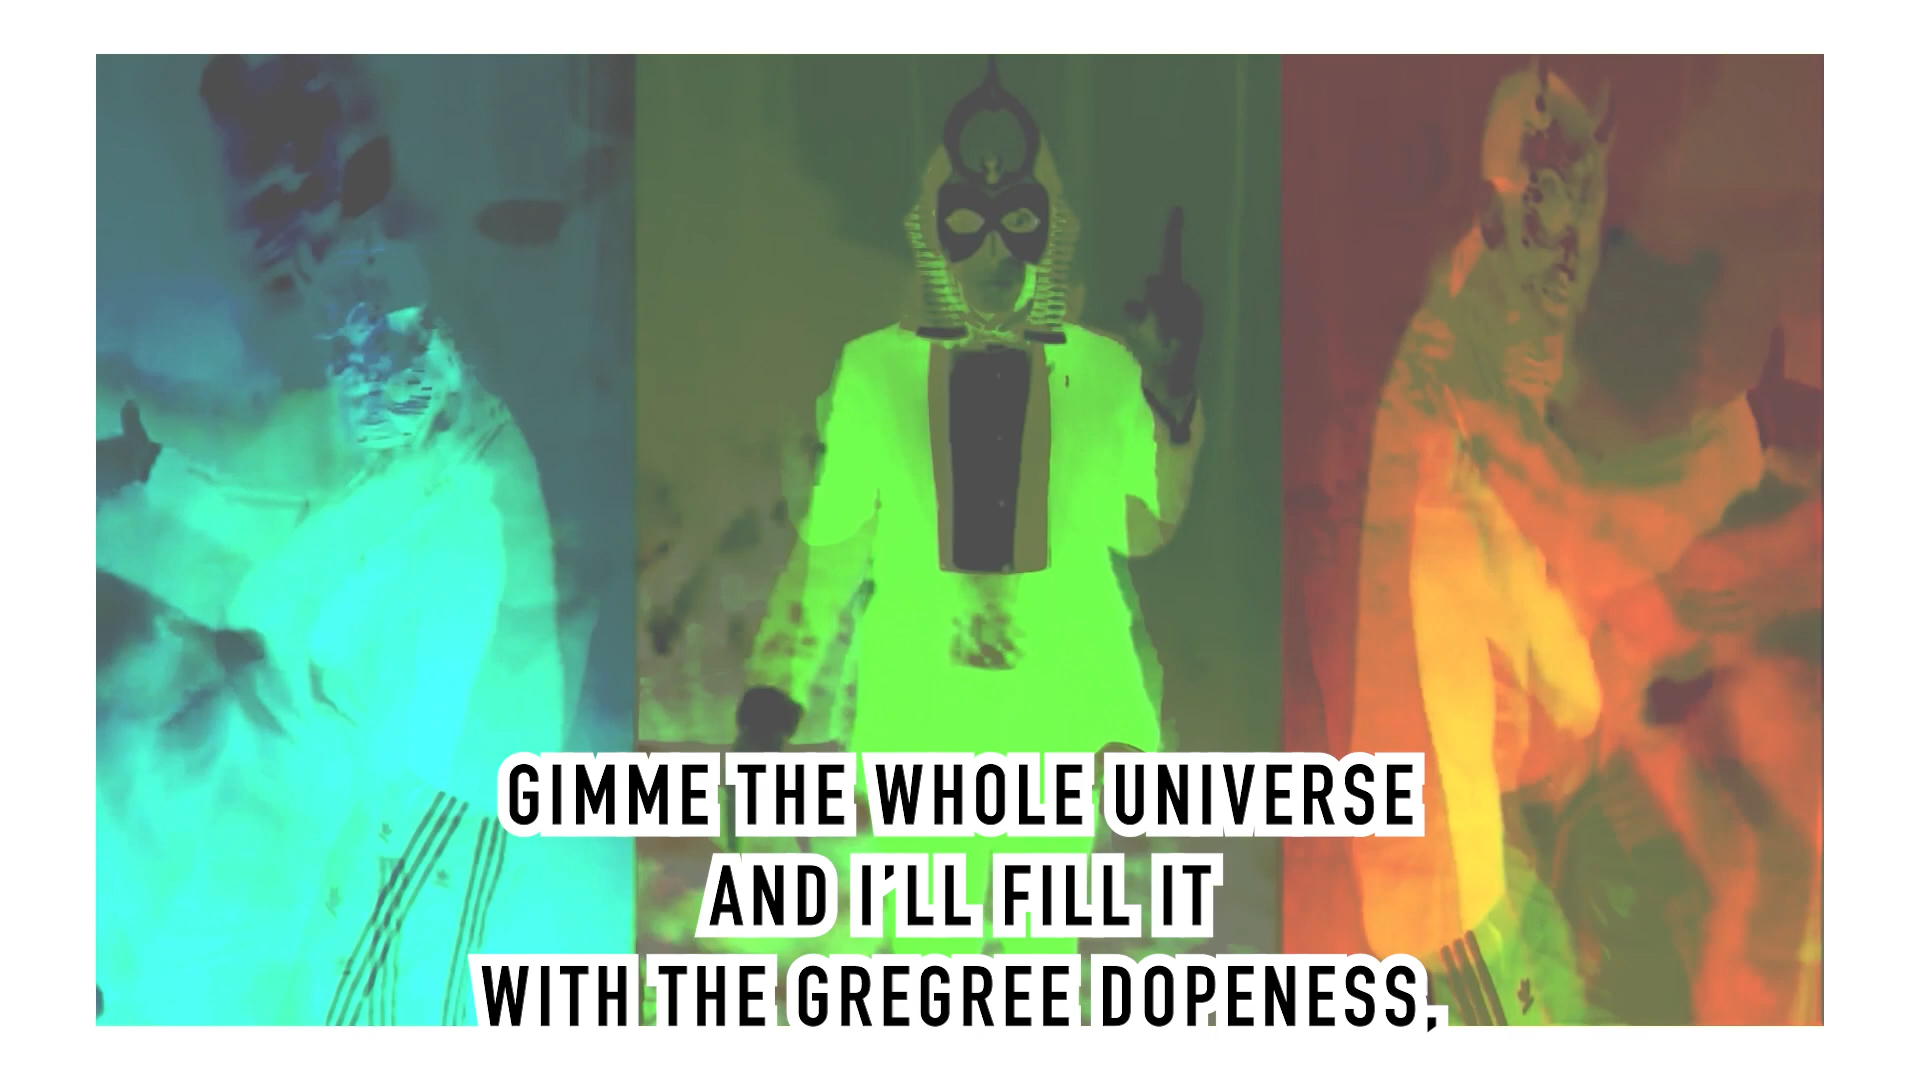 GIMME THE WHOLE UNIVERSE
AND I'LL FILL IT
WITH THE GREGREE DOPENESS,